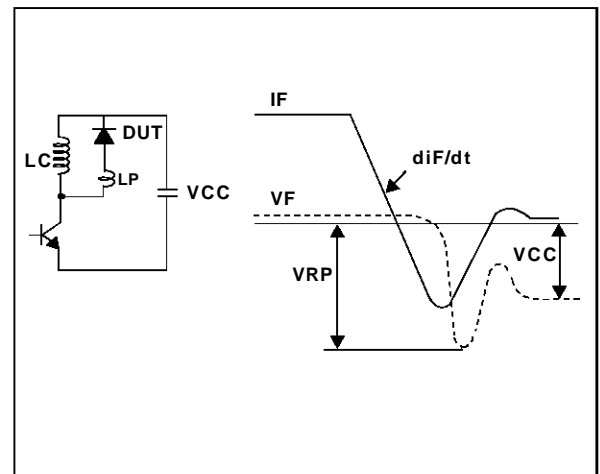 IF
DUT
diF/dt
LC
LP
VCC
VF
VRP
VCC